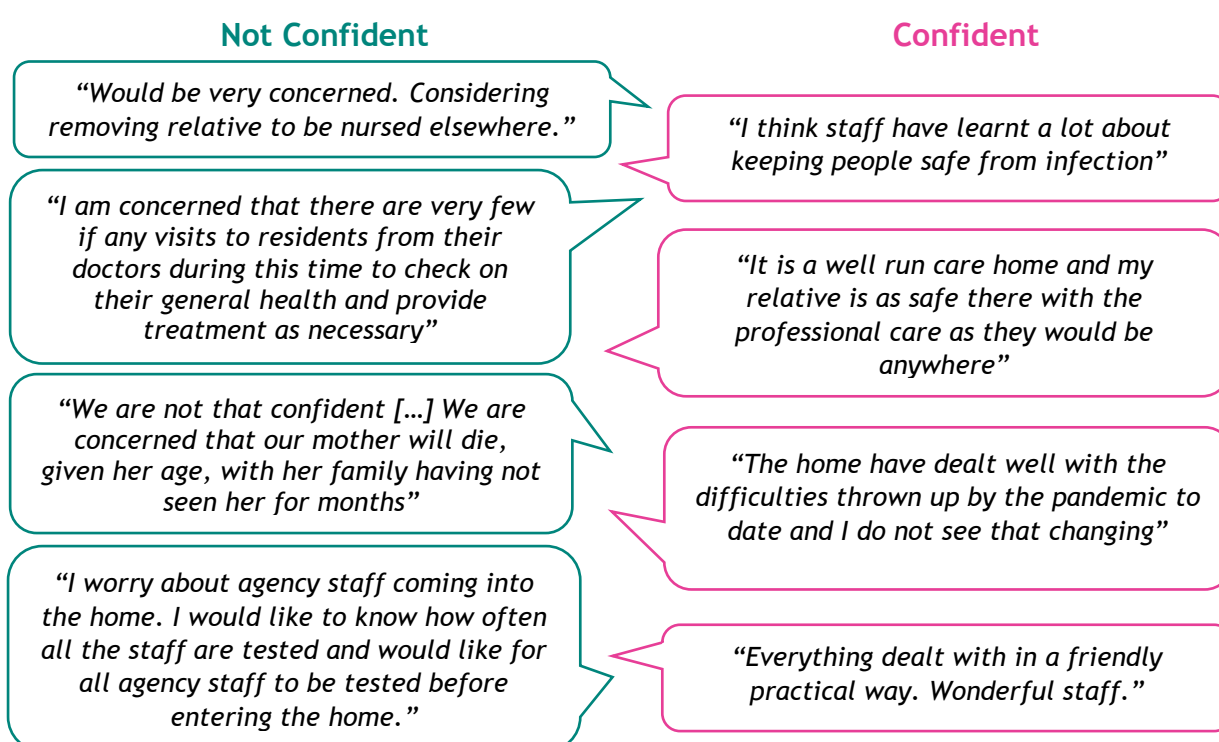 Not Confident
Confident
“Would be very concerned. Considering
removing relative to be nursed elsewhere.”
“I am concerned that there are very few
if any visits to residents from their
doctors during this time to check on
their general health and provide
treatment as necessary”
“We are not that confident […] We are
concerned that our mother will die,
given her age, with her family having not
seen her for months”
“I worry about agency staff coming into
the home. I would like to know how often
all the staff are tested and would like for
all agency staff to be tested before
entering the home.”
“I think staff have learnt a lot about
keeping people safe from infection”
“It is a well run care home and my
relative is as safe there with the
professional care as they would be
anywhere”
“The home have dealt well with the
difficulties thrown up by the pandemic to
date and I do not see that changing”
“Everything dealt with in a friendly
practical way. Wonderful staff.”